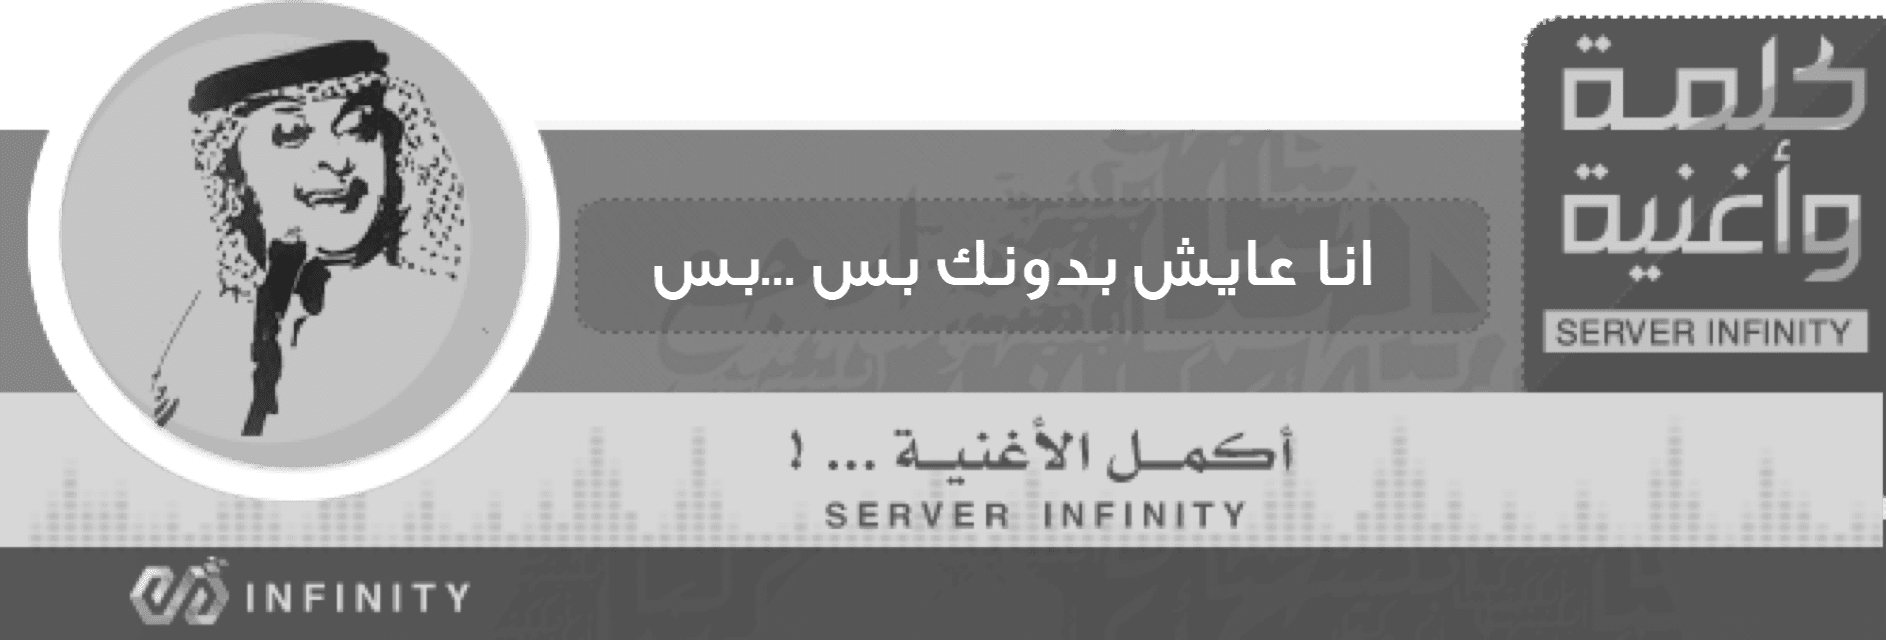 كلمة
وأغنية
SERVER INFINITY
انا عايش بدونك بس ...بس
أكمل الأغنية ... !
SERVER INFINITY
INFINITY